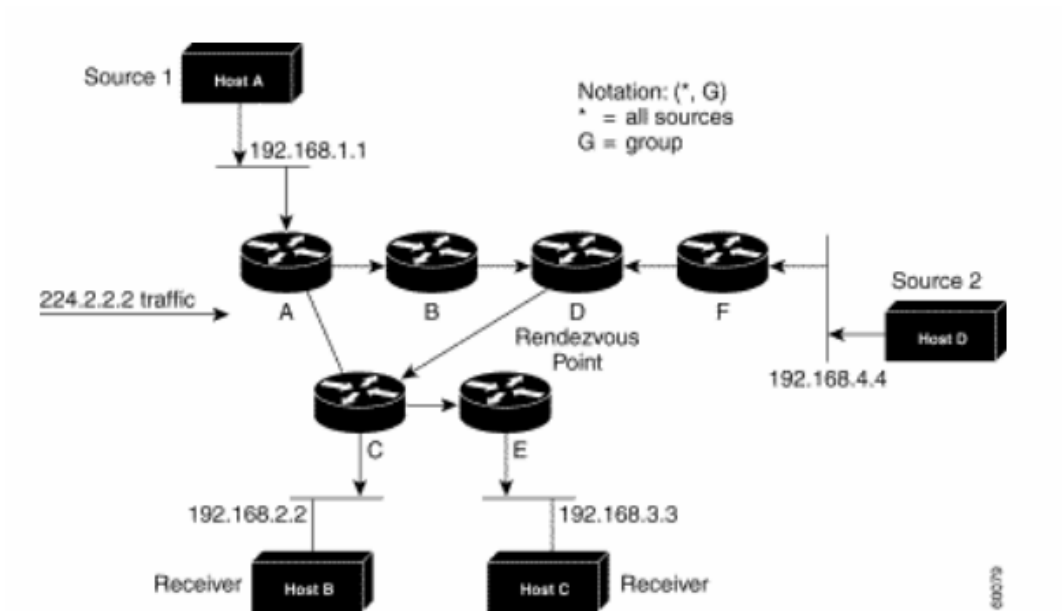 Source 1
Host A
Notation: (*, G)
* = all sources
G = group
192.168.1.1
224.2.2.2 traffic
A
B
D
F
Source 2
Host D
Rendezvous
Point
192.168.4.4
C
E
192.168.2.2
192.168.3.3
Receiver
Host B
Host C
Receiver
60079